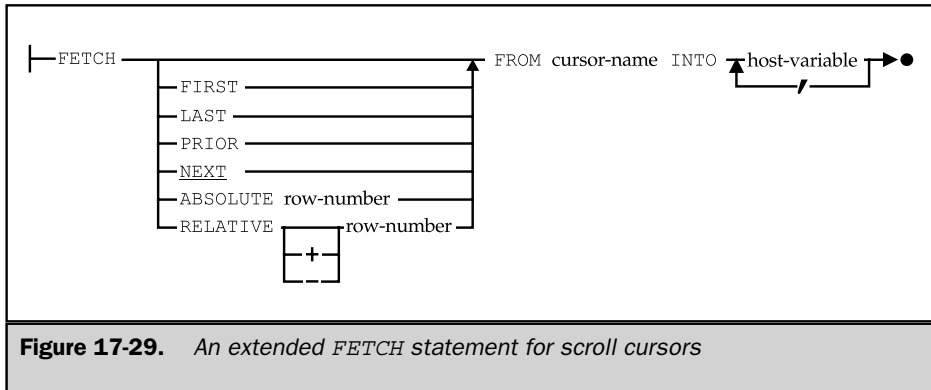 FETCH FROM cursor-name INTO host-variable
,
FIRST
LAST
PRIOR
NEXT
ABSOLUTE row-number
RELATIVE row-number
+
–
Figure 17-29. An extended FETCH statement for scroll cursors